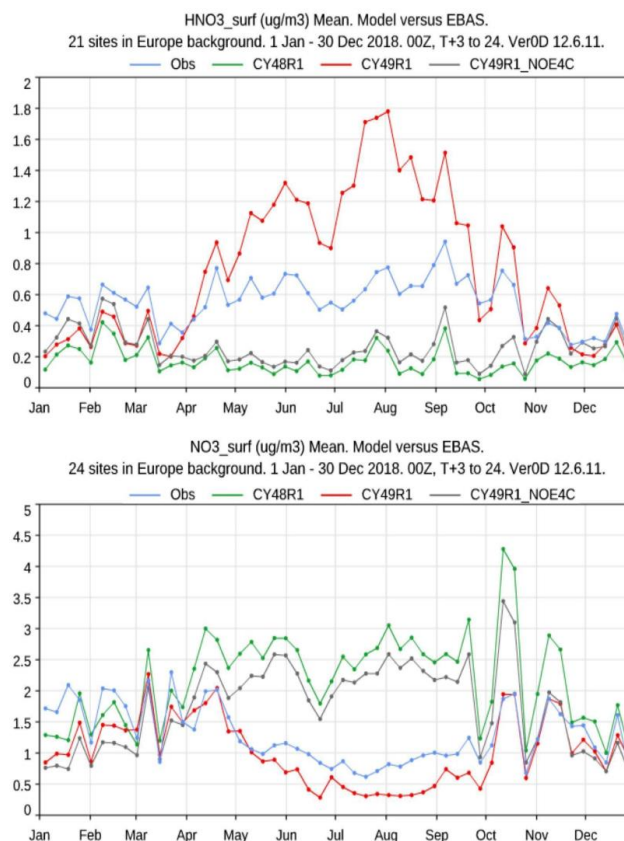 HNO3_surf (ug/m3) Mean. Model versus EBAS.
21 sites in Europe background. 1 Jan - 30 Dec 2018. 00Z, T+3 to 24. Ver0D 12.6.11.
Obs CY48R1 CY49R1 CY49R1_NOE4C
2
1.8
1.6
1.4
1.2
1
0.8
0.6
0.4
0.2
0
Jan Feb Mar Apr May Jun Jul Aug Sep Oct Nov Dec
NO3_surf (ug/m3) Mean. Model versus EBAS.
24 sites in Europe background. 1 Jan - 30 Dec 2018. 00Z, T+3 to 24. Ver0D 12.6.11.
Obs CY48R1 CY49R1 CY49R1_NOE4C
5
4.5
4
3.5
3
2.5
2
1.5
1
0.5
0
Jan Feb Mar Apr May Jun Jul Aug Sep Oct Nov Dec